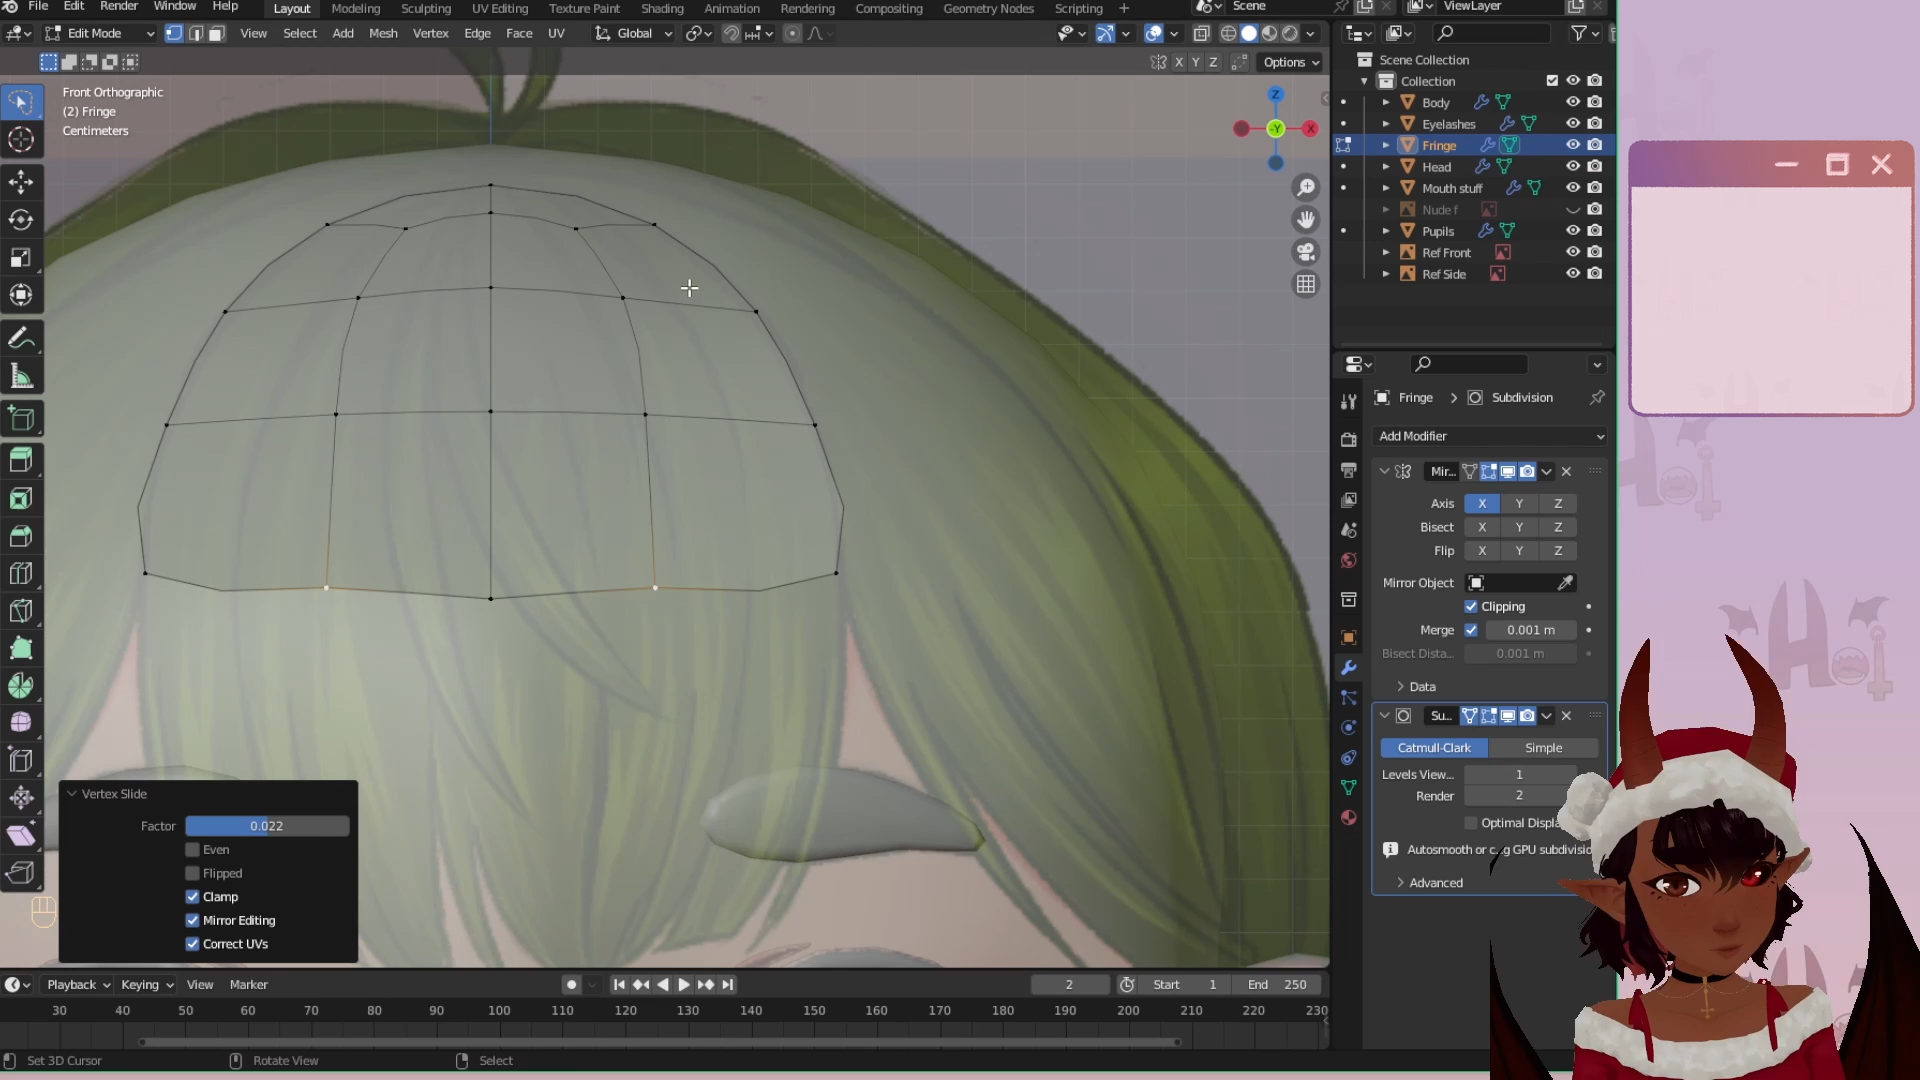 File Edit Render Window Help Layout Modeling Sculpting UV Editing Texture Paint Shading Animation Rendering Compositing Geometry Nodes Scripting Scene ViewLayer
Edit Mode View Select Add Mesh Vertex Edge Face UV Global
X Y Z Options
Front Orthographic
(2) Fringe
Centimeters
Z
-Y X
Scene Collection
Collection
Body
Eyelashes
Fringe
Head
Mouth stuff
Nude f
Pupils
Ref Front
Ref Side
Fringe > Subdivision
Add Modifier
Mir...
Axis X Y Z
Bisect X Y Z
Flip X Y Z
Mirror Object
Clipping
Merge 0.001 m
Bisect Dista... 0.001 m
Data
Su...
Catmull-Clark Simple
Levels View... 1
Render 2
Optimal Displa
Autosmooth or c...g GPU subdivisio
Advanced
Vertex Slide
Factor 0.022
Even
Flipped
Clamp
Mirror Editing
Correct UVs
Playback Keying View Marker 2 Start 1 End 250
30 40 50 60 70 80 90 100 110 120 130 140 150 160 170 180 190 200 210 220 230
Set 3D Cursor Rotate View Select